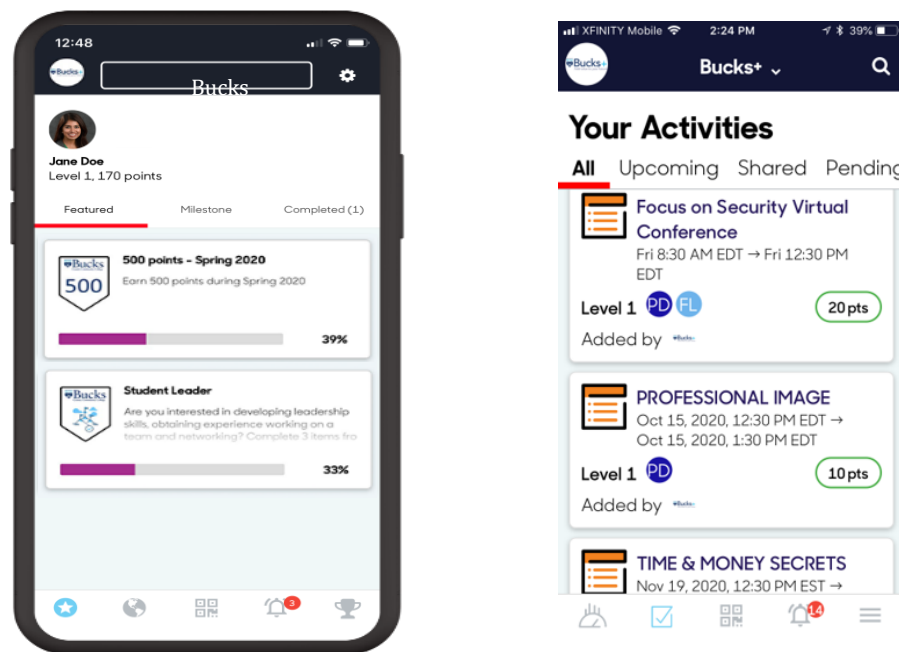 12:48
Bucks+
Bucks
Jane Doe
Level 1, 170 points
Featured Milestone Completed (1)
Bucks
500
500 points - Spring 2020
Earn 500 points during Spring 2020
39%
Bucks
Student Leader
Are you interested in developing leadership
skills, obtaining experience working on a
team and networking? Complete 3 items fro
33%
3
XFINITY Mobile 2:24 PM 39%
Bucks+
Bucks+
Your Activities
All Upcoming Shared Pending
Focus on Security Virtual
Conference
Fri 8:30 AM EDT → Fri 12:30 PM
EDT
Level 1 PD FL 20 pts
Added by Bucks+
PROFESSIONAL IMAGE
Oct 15, 2020, 12:30 PM EDT →
Oct 15, 2020, 1:30 PM EDT
Level 1 PD 10 pts
Added by Bucks+
TIME & MONEY SECRETS
Nov 19, 2020, 12:30 PM EST →
14